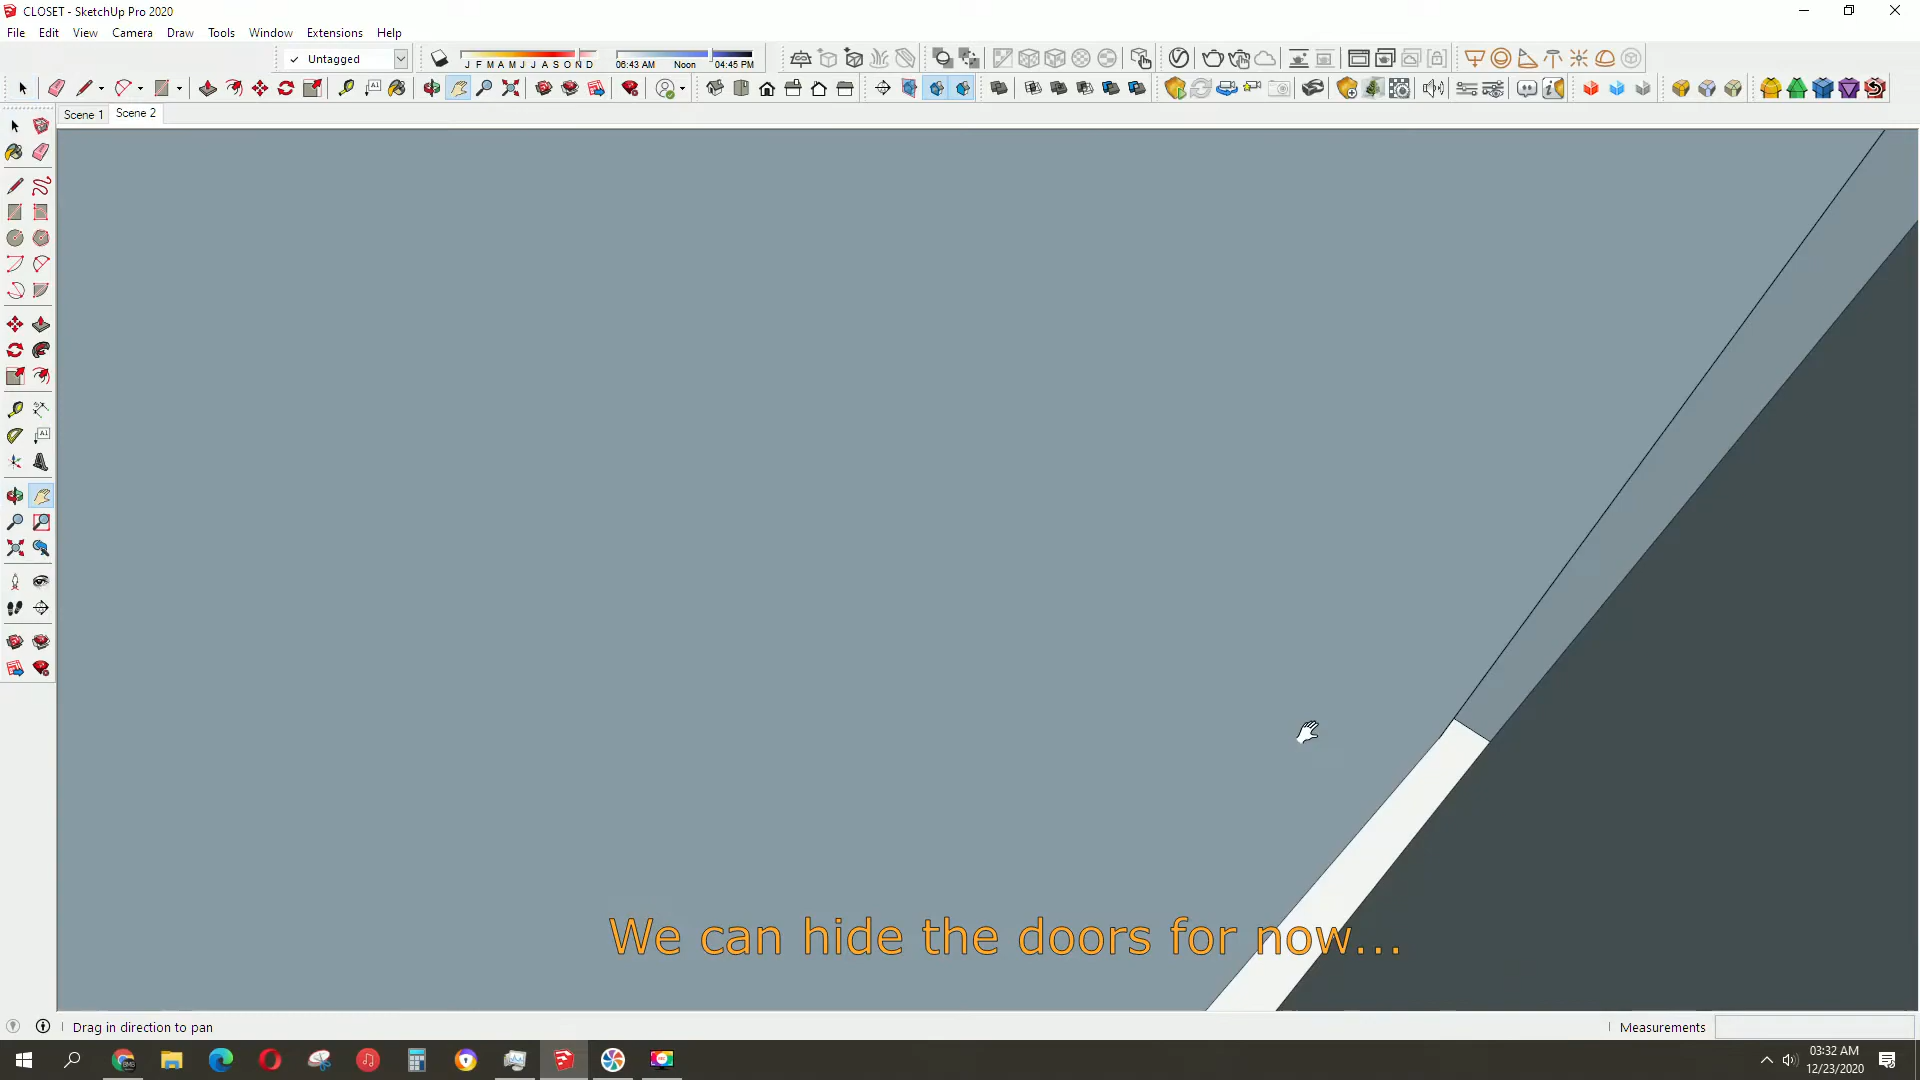 CLOSET - SketchUp Pro 2020
File Edit View Camera Draw Tools Window Extensions Help
✓ Untagged
J F M A M J J A S O N D
06:43 AM Noon 04:45 PM
Scene 1 Scene 2
We can hide the doors for now...
Drag in direction to pan
Measurements
03:32 AM
12/23/2020